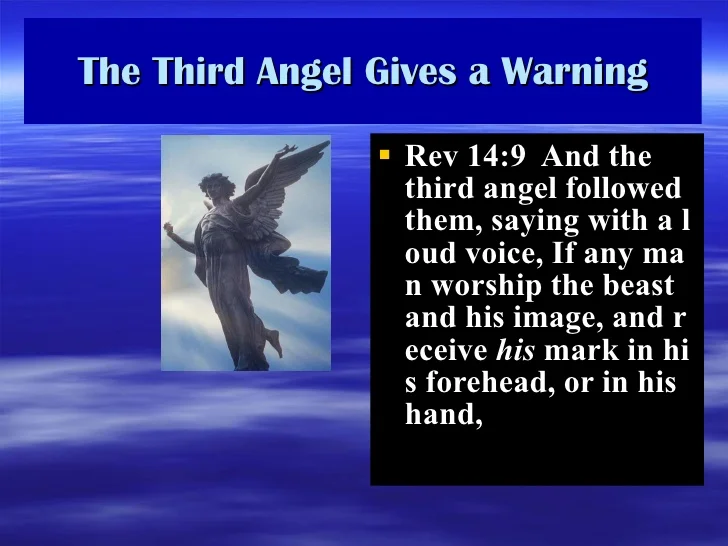 The Third Angel Gives a Warning
▪ Rev 14:9  And the
third angel followed
them, saying with a l
oud voice, If any ma
n worship the beast
and his image, and r
eceive his mark in hi
s forehead, or in his
hand,